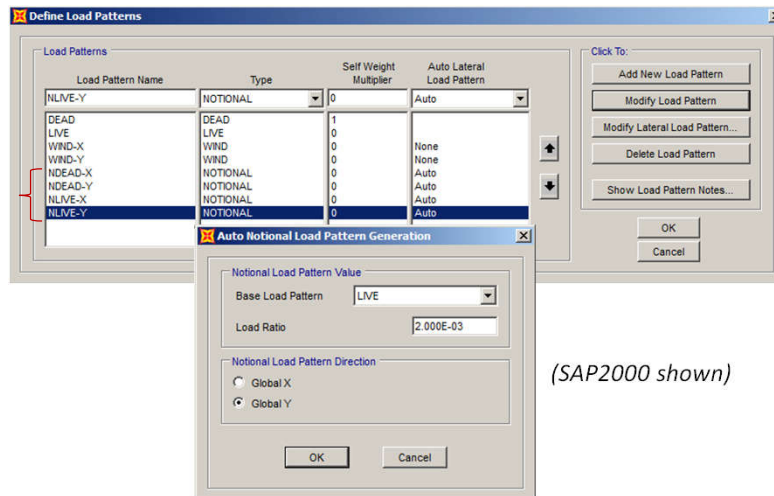 Define Load Patterns
Load Patterns
Load Pattern Name Type Self Weight Multiplier Auto Lateral Load Pattern
NLIVE-Y NOTIONAL 0 Auto
DEAD DEAD 1
LIVE LIVE 0
WIND-X WIND 0 None
WIND-Y WIND 0 None
NDEAD-X NOTIONAL 0 Auto
NDEAD-Y NOTIONAL 0 Auto
NLIVE-X NOTIONAL 0 Auto
NLIVE-Y NOTIONAL 0 Auto
Click To:
Add New Load Pattern
Modify Load Pattern
Modify Lateral Load Pattern...
Delete Load Pattern
Show Load Pattern Notes...
OK
Cancel
Auto Notional Load Pattern Generation
Notional Load Pattern Value
Base Load Pattern LIVE
Load Ratio 2.000E-03
Notional Load Pattern Direction
Global X
Global Y
OK Cancel
(SAP2000 shown)